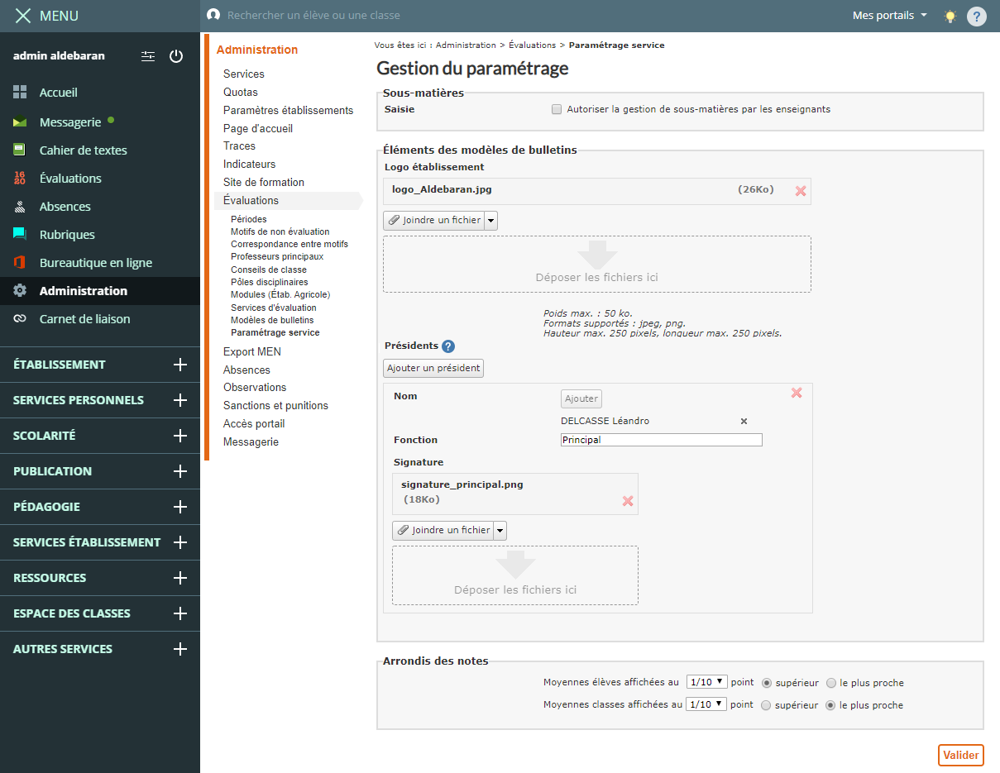 MENU
Rechercher un élève ou une classe
Mes portails
?
admin aldebaran
Accueil
Messagerie
Cahier de textes
Évaluations
Absences
Rubriques
Bureautique en ligne
Administration
Carnet de liaison
ÉTABLISSEMENT
SERVICES PERSONNELS
SCOLARITÉ
PUBLICATION
PÉDAGOGIE
SERVICES ÉTABLISSEMENT
RESSOURCES
ESPACE DES CLASSES
AUTRES SERVICES
Administration
Services
Quotas
Paramètres établissements
Page d'accueil
Traces
Indicateurs
Site de formation
Évaluations
Périodes
Motifs de non évaluation
Correspondance entre motifs
Professeurs principaux
Conseils de classe
Pôles disciplinaires
Modules (Étab. Agricole)
Services d'évaluation
Modèles de bulletins
Paramétrage service
Export MEN
Absences
Observations
Sanctions et punitions
Accès portail
Messagerie
Vous êtes ici : Administration > Évaluations > Paramétrage service
Gestion du paramétrage
Sous-matières
Saisie Autoriser la gestion de sous-matières par les enseignants
Éléments des modèles de bulletins
Logo établissement
logo_Aldebaran.jpg (26Ko)
Joindre un fichier
Déposer les fichiers ici
Poids max. : 50 ko.
Formats supportés : jpeg, png.
Hauteur max. 250 pixels, longueur max. 250 pixels.
Présidents ?
Ajouter un président
Nom Ajouter
DELCASSE Léandro
Fonction Principal
Signature
signature_principal.png
(18Ko)
Joindre un fichier
Déposer les fichiers ici
Arrondis des notes
Moyennes élèves affichées au 1/10 point supérieur le plus proche
Moyennes classes affichées au 1/10 point supérieur le plus proche
Valider